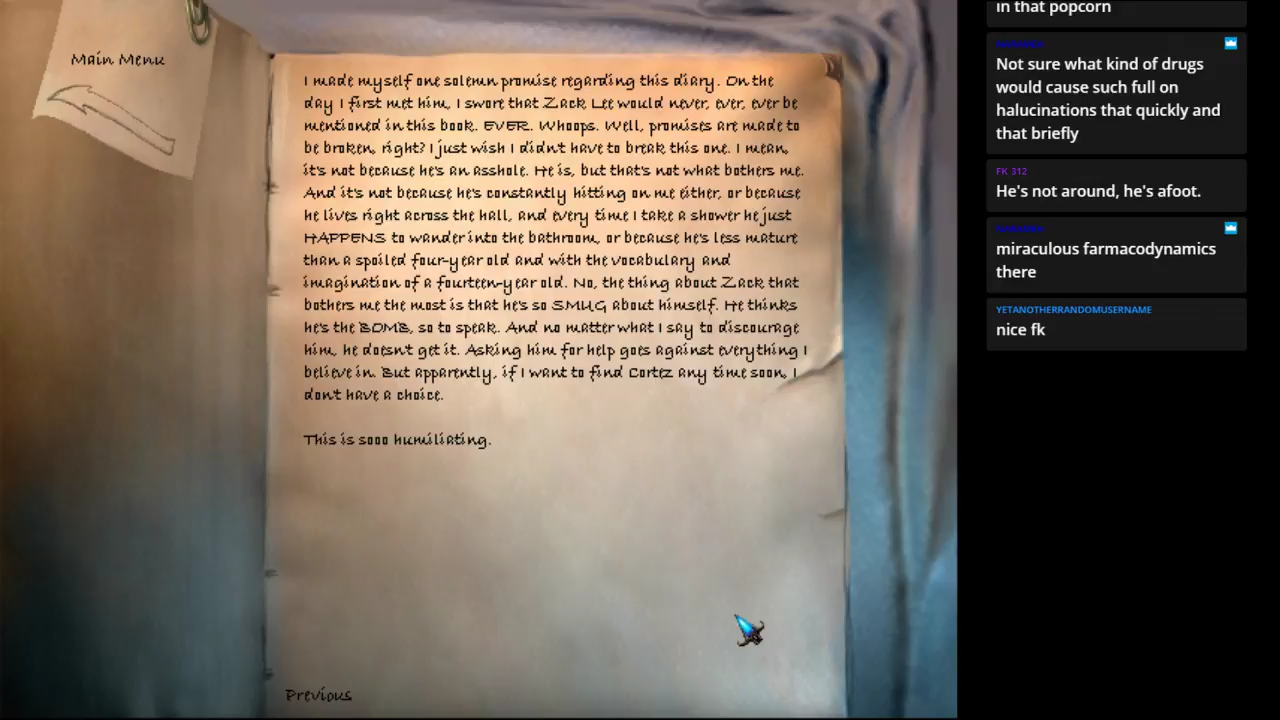 Main Menu
I made myself one solemn promise regarding this diary. On the
day I first met him, I swore that Zack Lee would never, ever, ever be
mentioned in this book. EVER. Whoops. Well, promises are made to
be broken, right? I just wish I didn't have to break this one. I mean,
it's not because he's an asshole. He is, but that's not what bothers me.
And it's not because he's constantly hitting on me either, or because
he lives right across the hall, and every time I take a shower he just
HAPPENS to wander into the bathroom, or because he's less mature
than a spoiled four-year old and with the vocabulary and
imagination of a fourteen-year old. No, the thing about Zack that
bothers me the most is that he's so SMUG about himself. He thinks
he's the BOMB, so to speak. And no matter what I say to discourage
him, he doesn't get it. Asking him for help goes against everything I
believe in. But apparently, if I want to find Cortez any time soon, I
don't have a choice.
This is sooo humiliating.
Previous
in that popcorn
Not sure what kind of drugs
would cause such full on
halucinations that quickly and
that briefly
FK 312
He's not around, he's afoot.
miraculous farmacodynamics
there
YETANOTHERRANDOMUSERNAME
nice fk